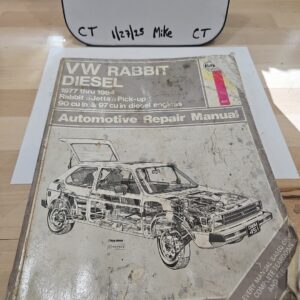 CT 1/27/25 Mike CT
VW RABBIT
DIESEL
1977 thru 1984
Rabbit Jetta Pick-up
90 cu in & 97 cu in diesel engines
Automotive Repair Manual